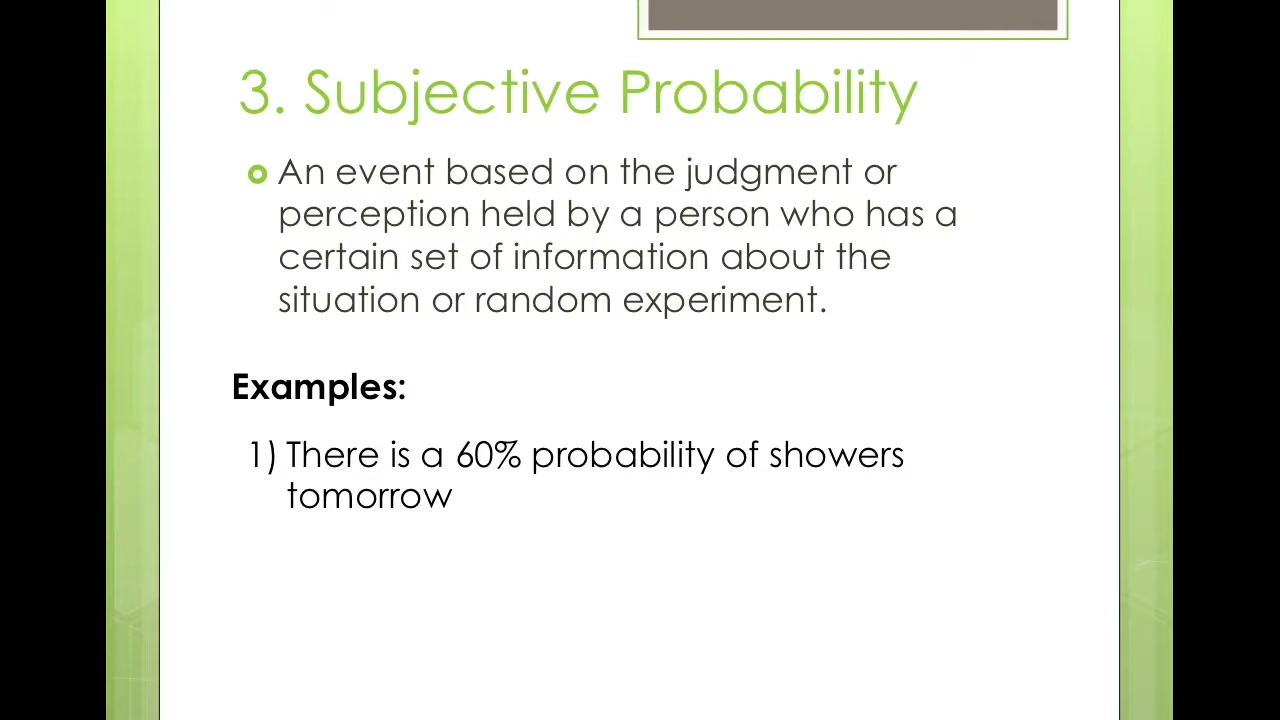 3. Subjective Probability
An event based on the judgment or
perception held by a person who has a
certain set of information about the
situation or random experiment.
Examples:
1) There is a 60% probability of showers
tomorrow